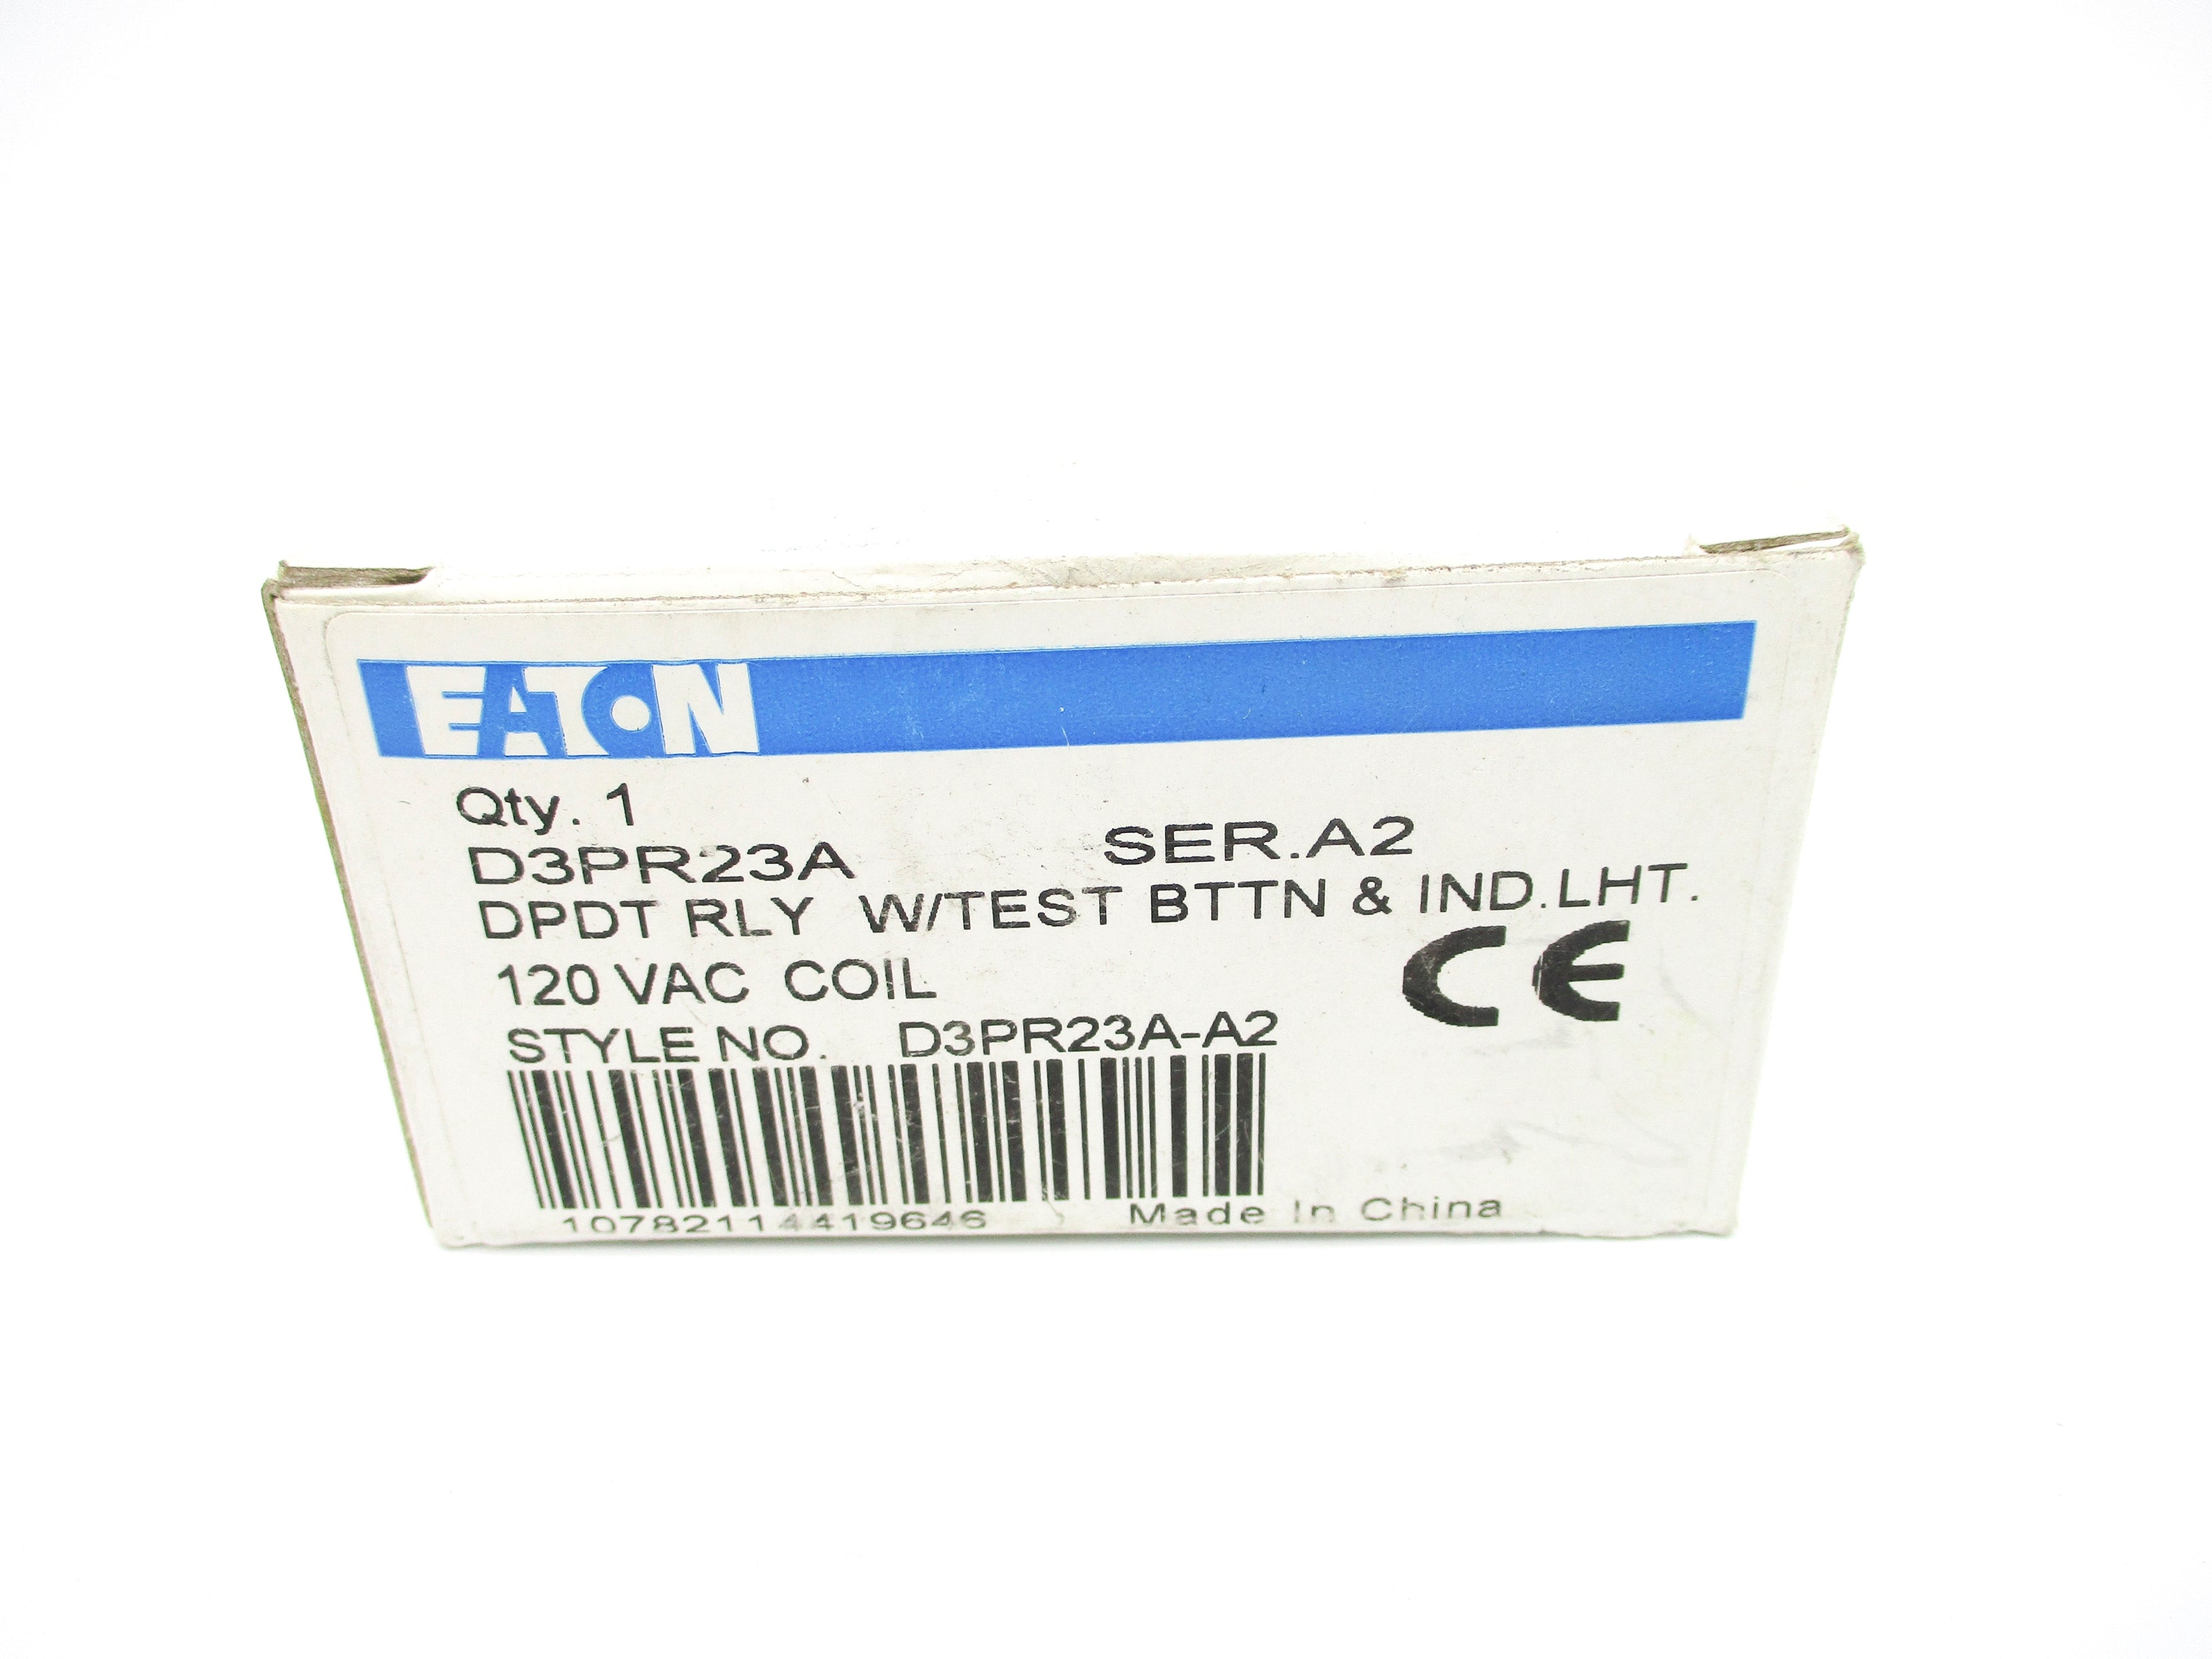 EATON
Qty. 1
D3PR23A SER.A2
DPDT RLY W/TEST BTTN & IND.LHT.
120 VAC COIL
CE
STYLE NO. D3PR23A-A2
10782114419646 Made In China